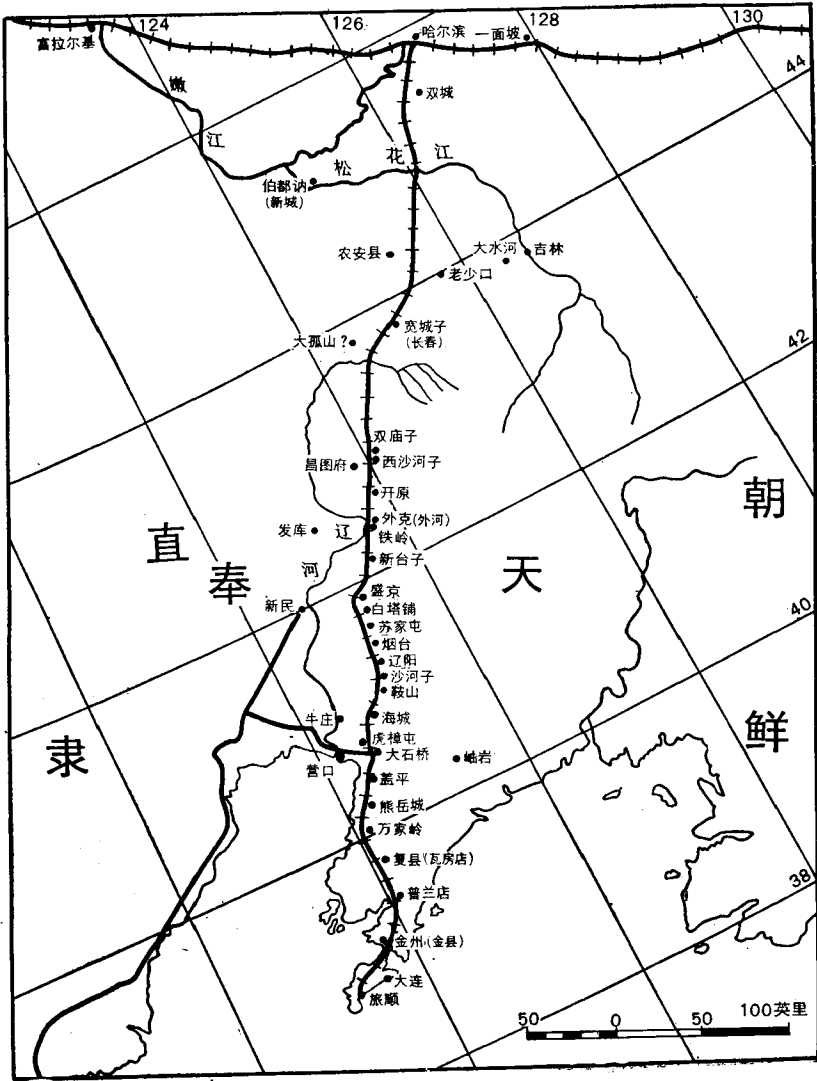 124
126
128
130
富拉尔基
哈尔滨
一面坡
44
嫩
江
双城
松 花 江
伯都讷
(新城)
农安县
大水河
吉林
老少口
宽城子
(长春)
大孤山?
42
双庙子
昌图府
西沙河子
开原
外克(外河)
发库
辽
河
铁岭
新台子
直
隶
奉
天
朝
鲜
盛京
新民
白塔铺
苏家屯
40
烟台
辽阳
沙河子
鞍山
牛庄
海城
虎樟屯
大石桥
营口
岫岩
盖平
熊岳城
万家岭
复县(瓦房店)
38
普兰店
金州(金县)
大连
旅顺
50 0 50 100英里